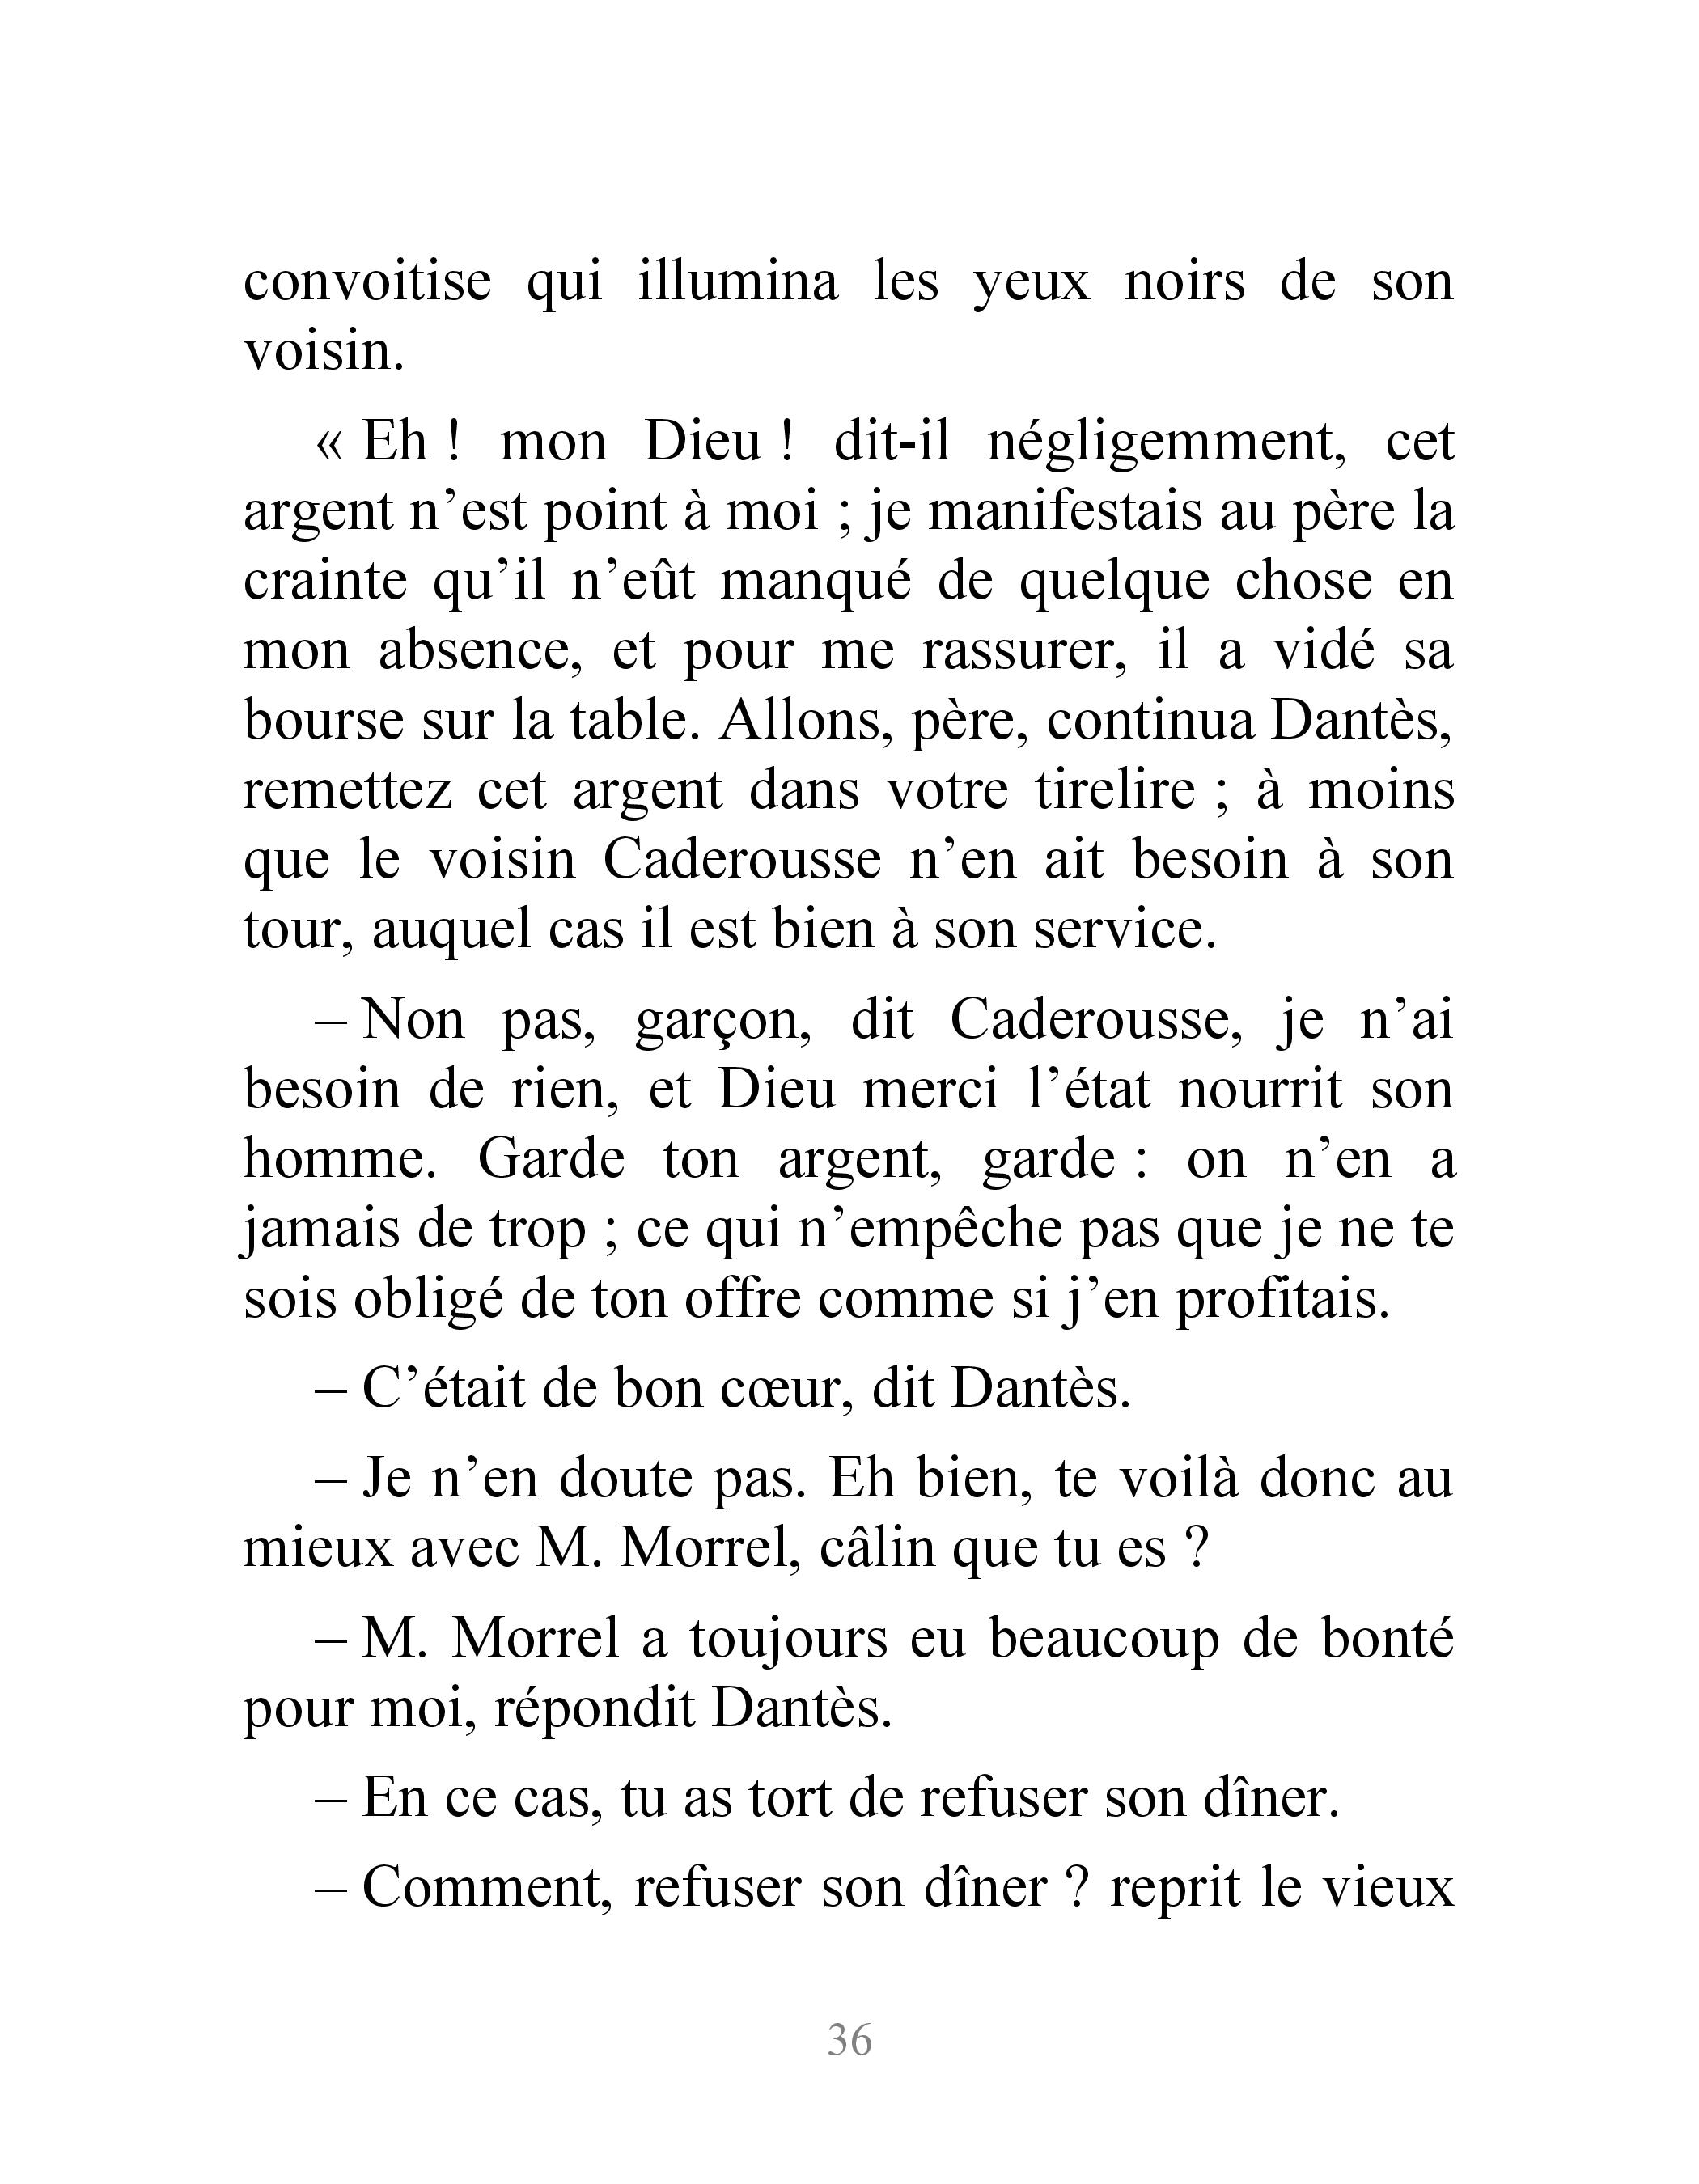 convoitise qui illumina les yeux noirs de son
voisin.
« Eh ! mon Dieu ! dit-il négligemment, cet
argent n’est point à moi ; je manifestais au père la
crainte qu’il n’eût manqué de quelque chose en
mon absence, et pour me rassurer, il a vidé sa
bourse sur la table. Allons, père, continua Dantès,
remettez cet argent dans votre tirelire ; à moins
que le voisin Caderousse n’en ait besoin à son
tour, auquel cas il est bien à son service.
– Non pas, garçon, dit Caderousse, je n’ai
besoin de rien, et Dieu merci l’état nourrit son
homme. Garde ton argent, garde : on n’en a
jamais de trop ; ce qui n’empêche pas que je ne te
sois obligé de ton offre comme si j’en profitais.
– C’était de bon cœur, dit Dantès.
– Je n’en doute pas. Eh bien, te voilà donc au
mieux avec M. Morrel, câlin que tu es ?
– M. Morrel a toujours eu beaucoup de bonté
pour moi, répondit Dantès.
– En ce cas, tu as tort de refuser son dîner.
– Comment, refuser son dîner ? reprit le vieux
36